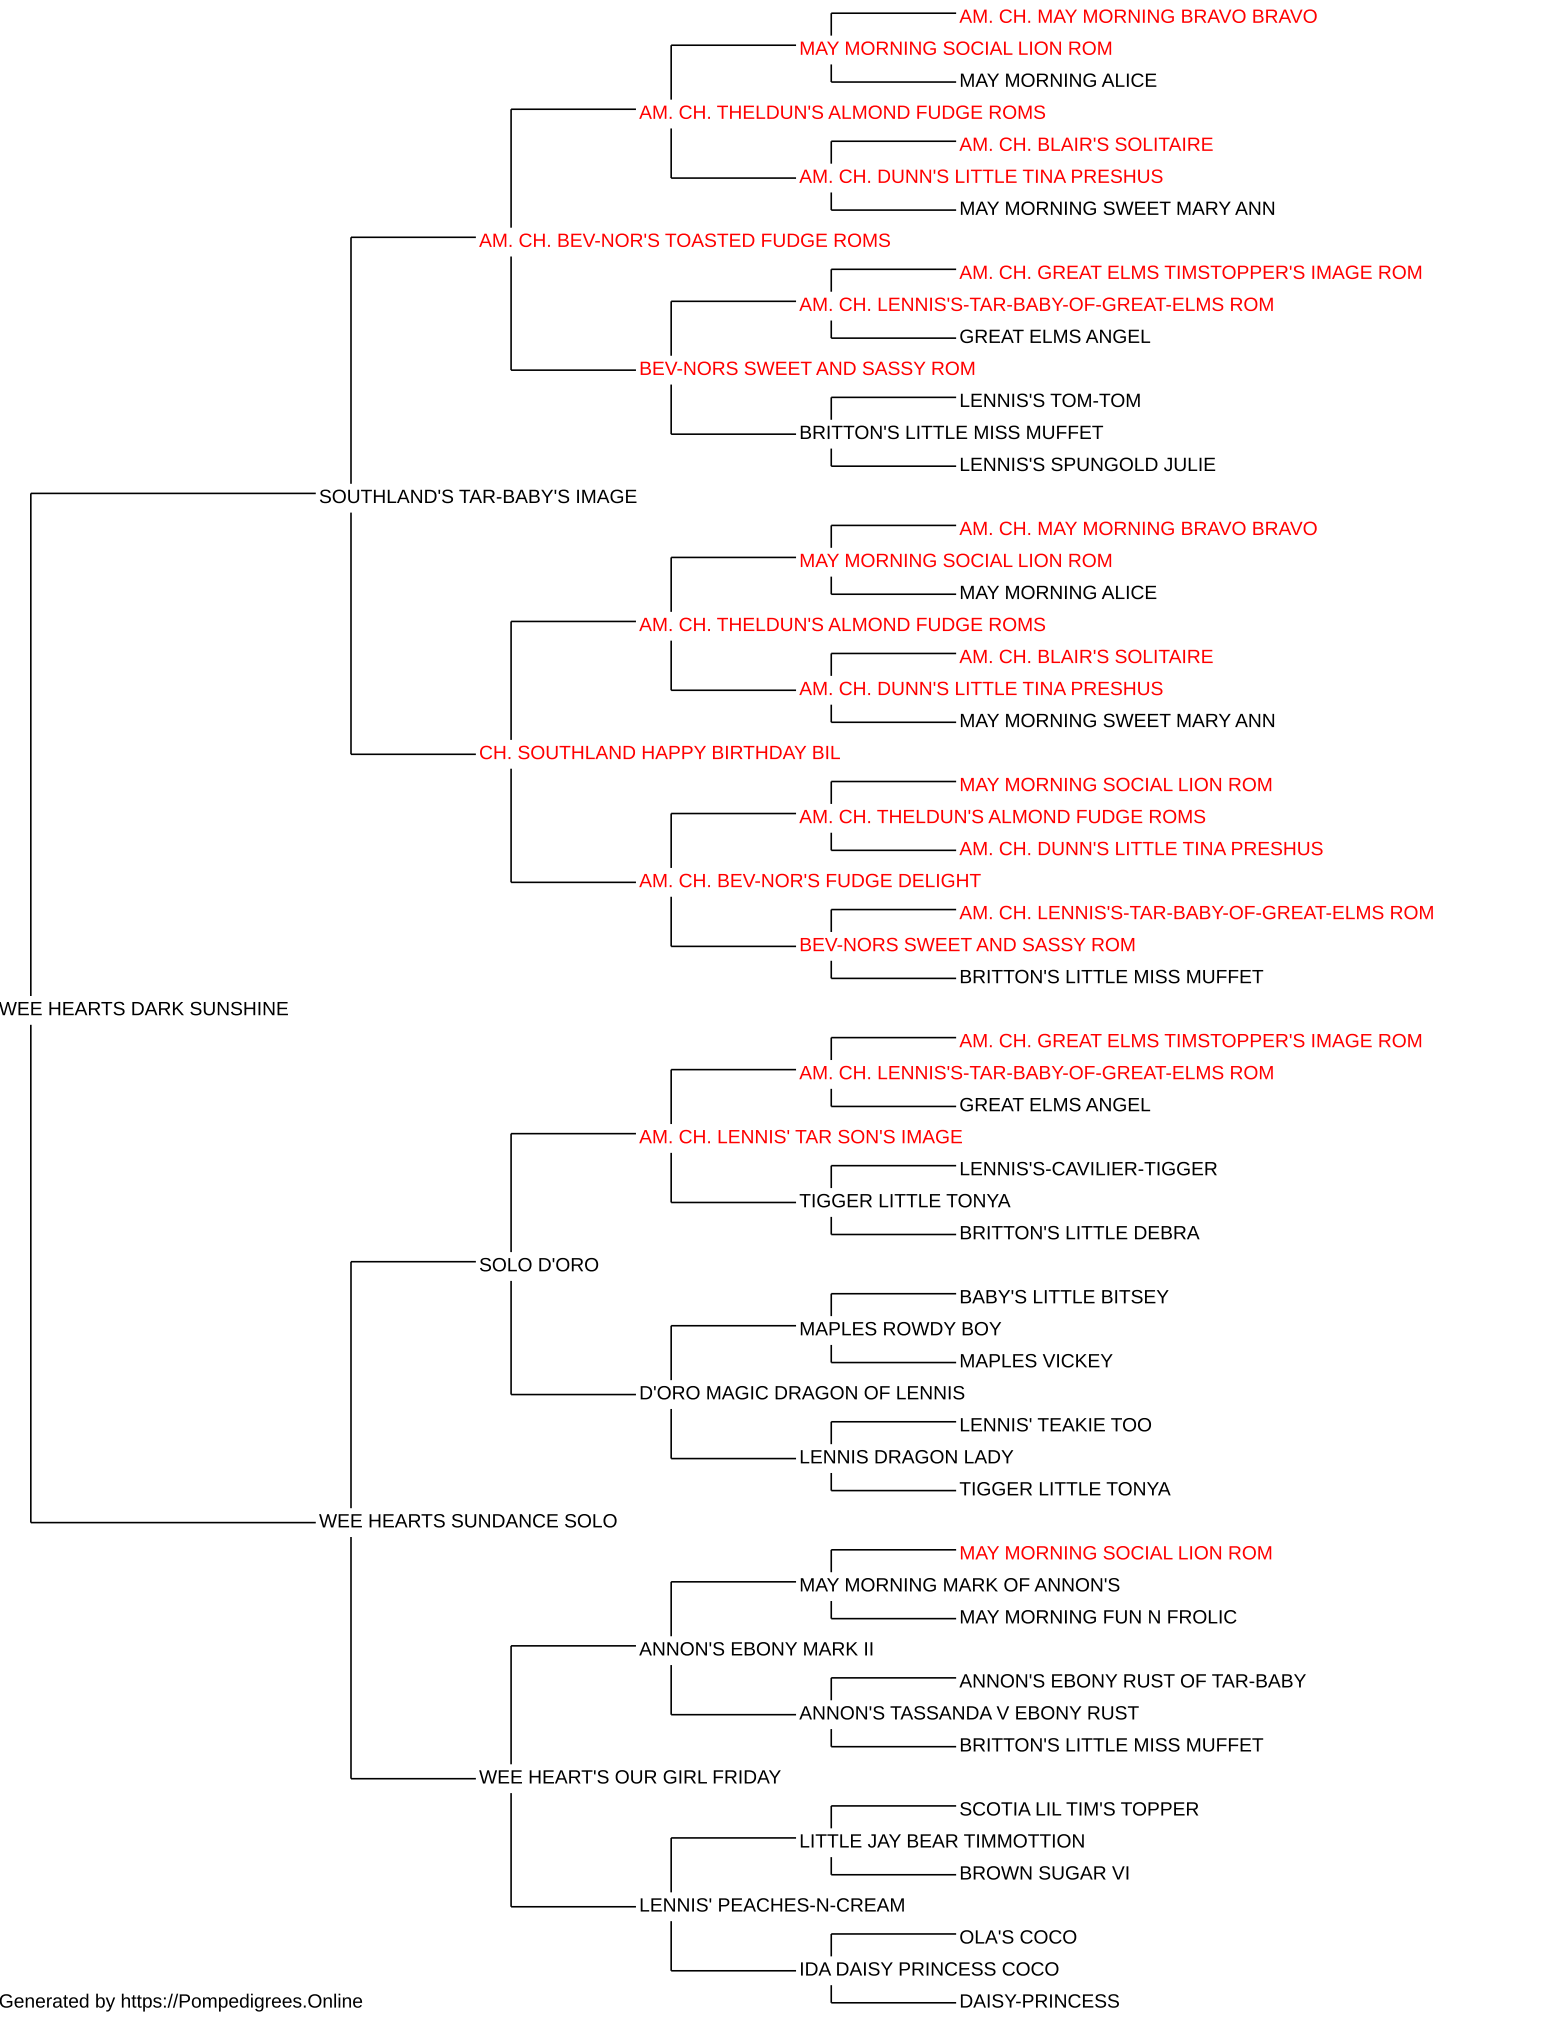 AM. CH. MAY MORNING BRAVO BRAVO
MAY MORNING SOCIAL LION ROM
MAY MORNING ALICE
AM. CH. THELDUN'S ALMOND FUDGE ROMS
AM. CH. BLAIR'S SOLITAIRE
AM. CH. DUNN'S LITTLE TINA PRESHUS
MAY MORNING SWEET MARY ANN
AM. CH. BEV-NOR'S TOASTED FUDGE ROMS
AM. CH. GREAT ELMS TIMSTOPPER'S IMAGE ROM
AM. CH. LENNIS'S-TAR-BABY-OF-GREAT-ELMS ROM
GREAT ELMS ANGEL
BEV-NORS SWEET AND SASSY ROM
LENNIS'S TOM-TOM
BRITTON'S LITTLE MISS MUFFET
LENNIS'S SPUNGOLD JULIE
SOUTHLAND'S TAR-BABY'S IMAGE
AM. CH. MAY MORNING BRAVO BRAVO
MAY MORNING SOCIAL LION ROM
MAY MORNING ALICE
AM. CH. THELDUN'S ALMOND FUDGE ROMS
AM. CH. BLAIR'S SOLITAIRE
AM. CH. DUNN'S LITTLE TINA PRESHUS
MAY MORNING SWEET MARY ANN
CH. SOUTHLAND HAPPY BIRTHDAY BIL
MAY MORNING SOCIAL LION ROM
AM. CH. THELDUN'S ALMOND FUDGE ROMS
AM. CH. DUNN'S LITTLE TINA PRESHUS
AM. CH. BEV-NOR'S FUDGE DELIGHT
AM. CH. LENNIS'S-TAR-BABY-OF-GREAT-ELMS ROM
BEV-NORS SWEET AND SASSY ROM
BRITTON'S LITTLE MISS MUFFET
WEE HEARTS DARK SUNSHINE
AM. CH. GREAT ELMS TIMSTOPPER'S IMAGE ROM
AM. CH. LENNIS'S-TAR-BABY-OF-GREAT-ELMS ROM
GREAT ELMS ANGEL
AM. CH. LENNIS' TAR SON'S IMAGE
LENNIS'S-CAVILIER-TIGGER
TIGGER LITTLE TONYA
BRITTON'S LITTLE DEBRA
SOLO D'ORO
BABY'S LITTLE BITSEY
MAPLES ROWDY BOY
MAPLES VICKEY
D'ORO MAGIC DRAGON OF LENNIS
LENNIS' TEAKIE TOO
LENNIS DRAGON LADY
TIGGER LITTLE TONYA
WEE HEARTS SUNDANCE SOLO
MAY MORNING SOCIAL LION ROM
MAY MORNING MARK OF ANNON'S
MAY MORNING FUN N FROLIC
ANNON'S EBONY MARK II
ANNON'S EBONY RUST OF TAR-BABY
ANNON'S TASSANDA V EBONY RUST
BRITTON'S LITTLE MISS MUFFET
WEE HEART'S OUR GIRL FRIDAY
SCOTIA LIL TIM'S TOPPER
LITTLE JAY BEAR TIMMOTTION
BROWN SUGAR VI
LENNIS' PEACHES-N-CREAM
OLA'S COCO
IDA DAISY PRINCESS COCO
DAISY-PRINCESS
Generated by https://Pompedigrees.Online